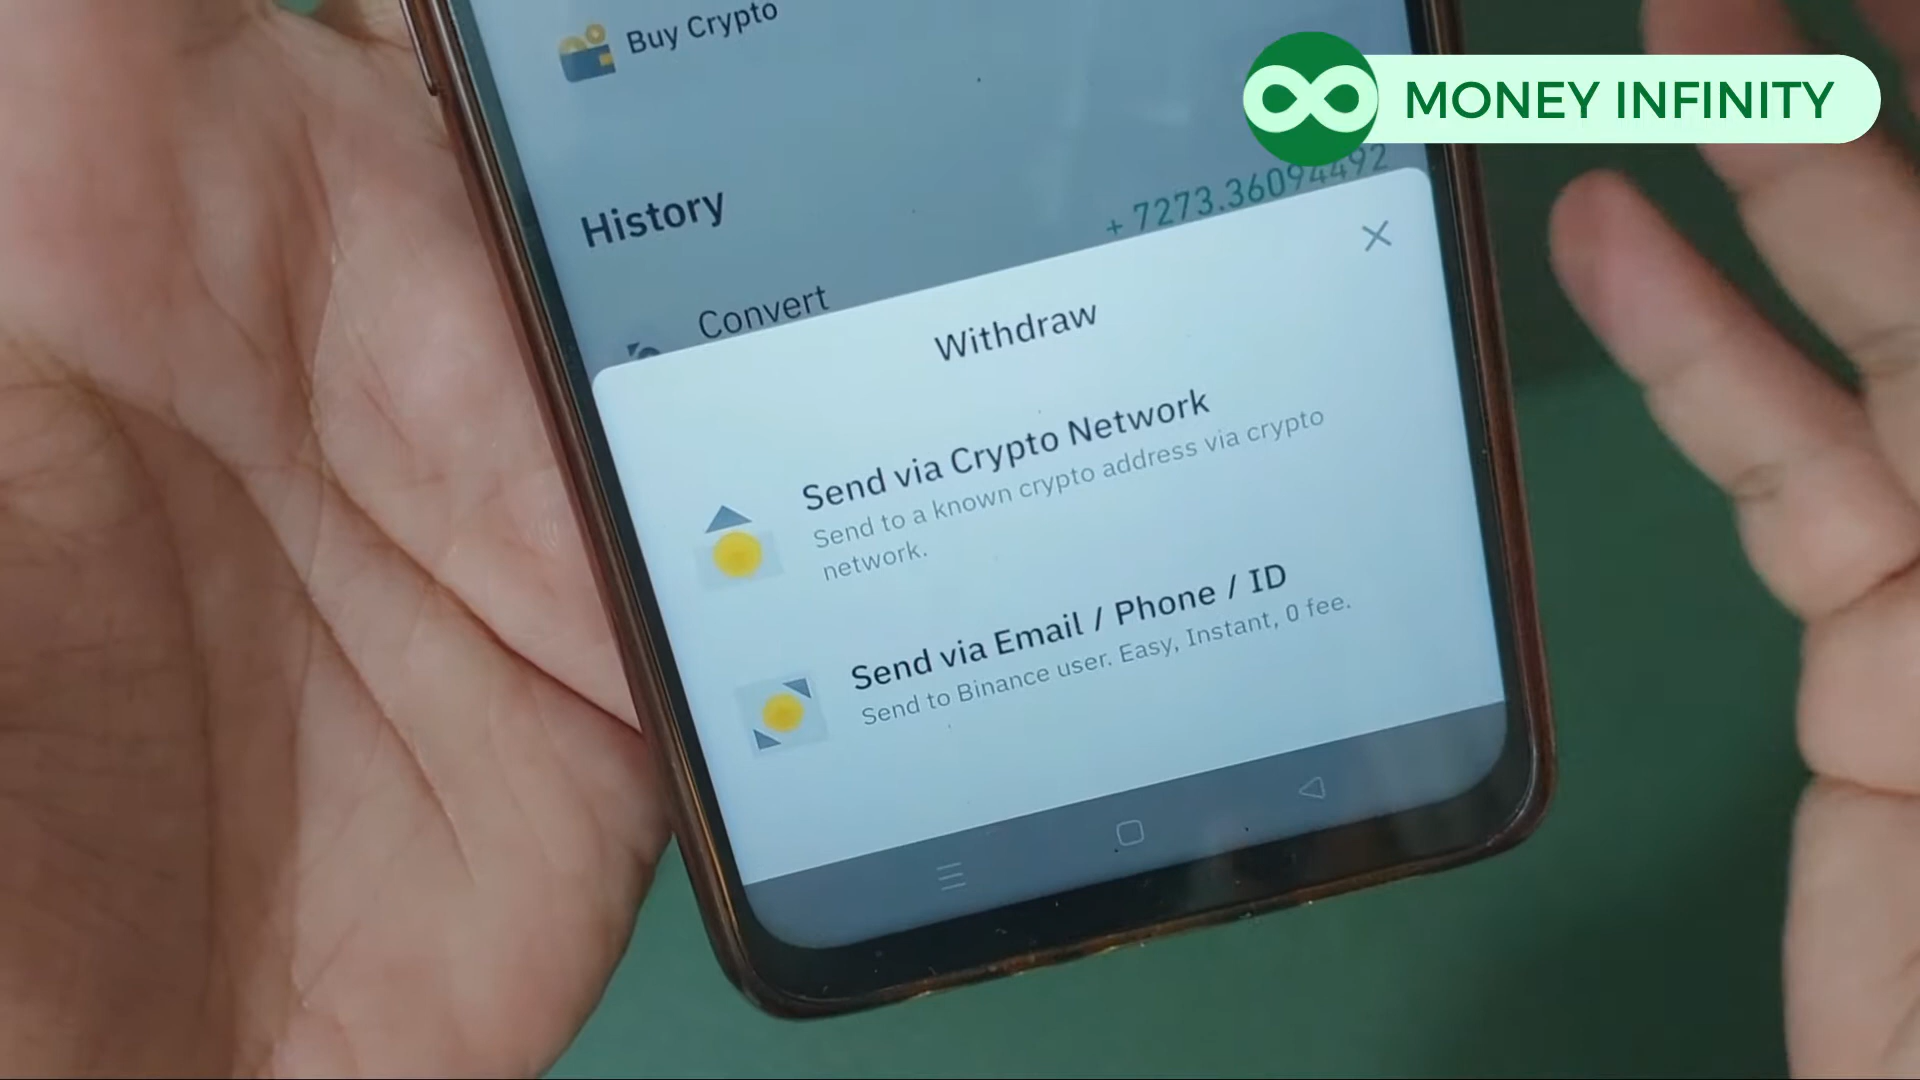 Buy Crypto
MONEY INFINITY
History
+ 7273.36094492
Convert
Withdraw
Send via Crypto Network
Send to a known crypto address via crypto
network.
Send via Email / Phone / ID
Send to Binance user. Easy, Instant, 0 fee.